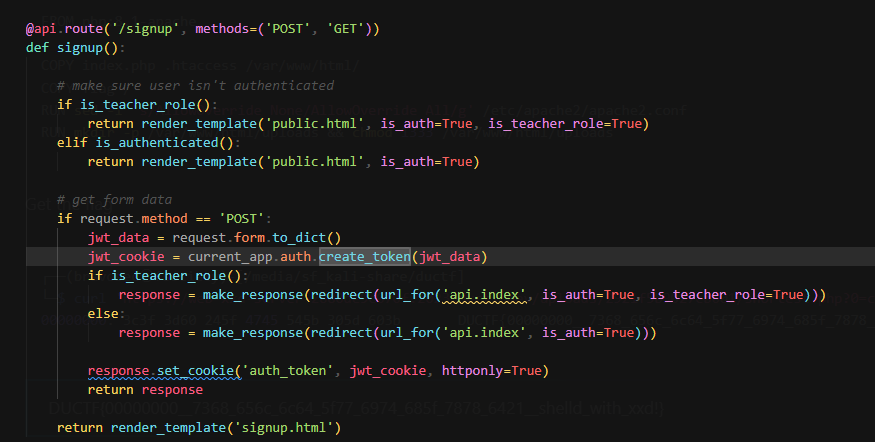 @api.route('/signup', methods=('POST', 'GET'))
def signup():
# make sure user isn't authenticated
if is_teacher_role():
return render_template('public.html', is_auth=True, is_teacher_role=True)
elif is_authenticated():
return render_template('public.html', is_auth=True)
# get form data
if request.method == 'POST':
jwt_data = request.form.to_dict()
jwt_cookie = current_app.auth.create_token(jwt_data)
if is_teacher_role():
response = make_response(redirect(url_for('api.index', is_auth=True, is_teacher_role=True)))
else:
response = make_response(redirect(url_for('api.index', is_auth=True)))
response.set_cookie('auth_token', jwt_cookie, httponly=True)
return response
return render_template('signup.html')